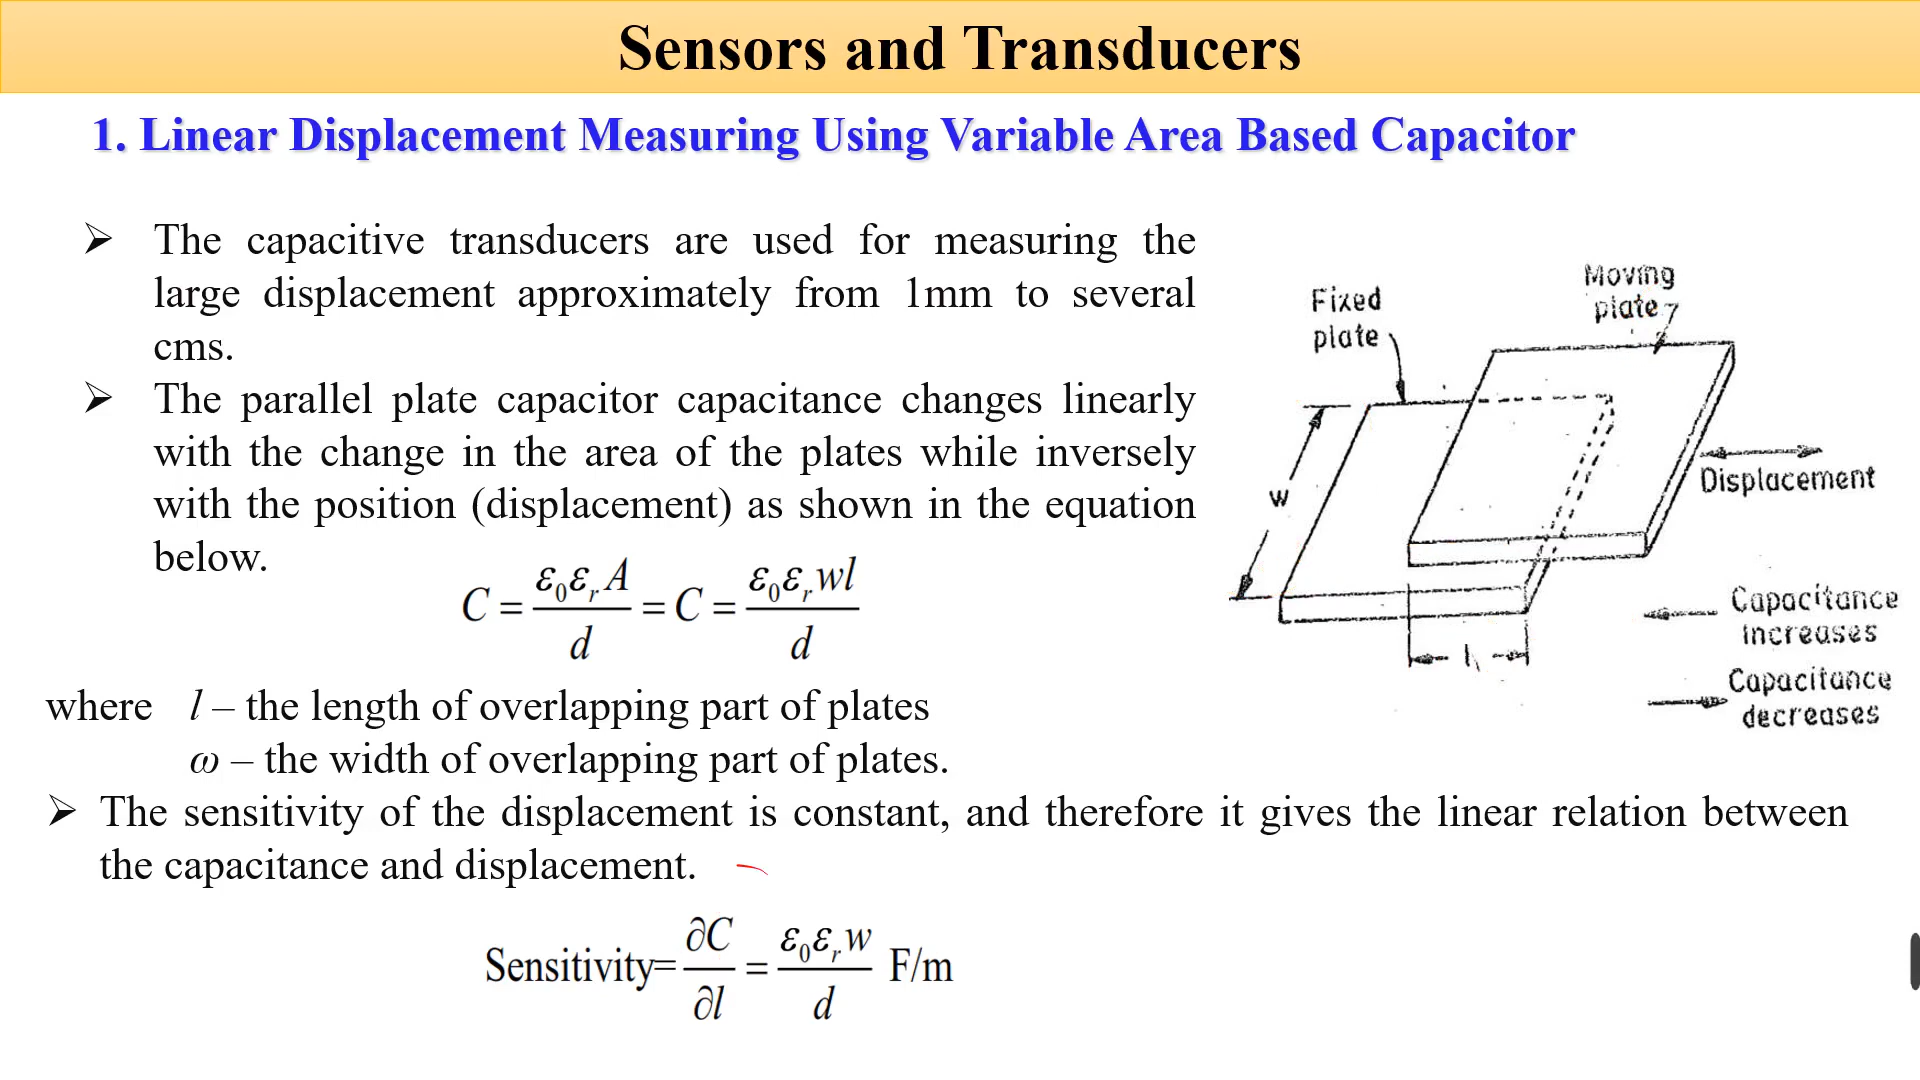 Sensors and Transducers
1. Linear Displacement Measuring Using Variable Area Based Capacitor
➢ The capacitive transducers are used for measuring the
large displacement approximately from 1mm to several
cms.
➢ The parallel plate capacitor capacitance changes linearly
with the change in the area of the plates while inversely
with the position (displacement) as shown in the equation
below.
C = ε₀εᵣA / d = C = ε₀εᵣwl / d
where l – the length of overlapping part of plates
ω – the width of overlapping part of plates.
➢ The sensitivity of the displacement is constant, and therefore it gives the linear relation between
the capacitance and displacement.
Sensitivity= ∂C / ∂l = ε₀εᵣw / d F/m
Fixed
plate
Moving
plate
w
Displacement
l
Capacitance
increases
Capacitance
decreases